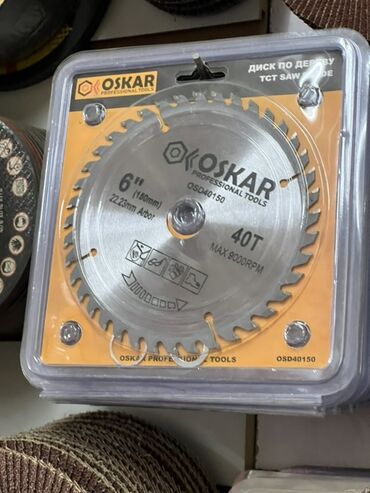 OSKAR
PROFESSIONAL TOOLS
ДИСК ПО ДЕРЕВУ
TCT SAW
OSKAR
PROFESSIONAL TOOLS
OSD40150
6"
(180mm)
22.23mm Arbor
40T
MAX 9000RPM
OSKAR PROFESSIONAL TOOLS
OSD40150